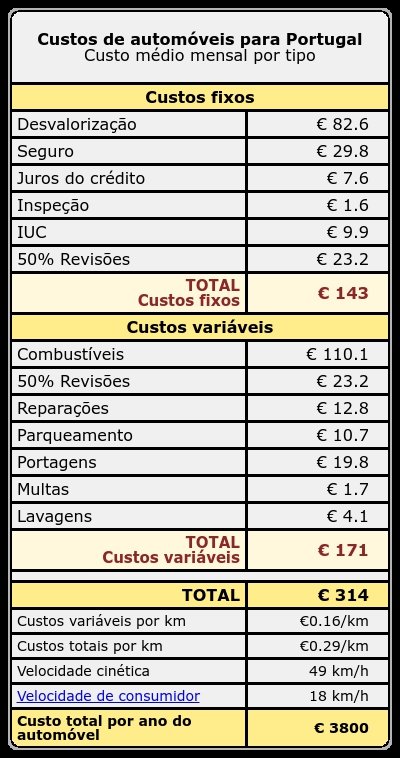 Custos de automóveis para Portugal
Custo médio mensal por tipo
Custos fixos
Desvalorização € 82.6
Seguro € 29.8
Juros do crédito € 7.6
Inspeção € 1.6
IUC € 9.9
50% Revisões € 23.2
TOTAL
Custos fixos € 143
Custos variáveis
Combustíveis € 110.1
50% Revisões € 23.2
Reparações € 12.8
Parqueamento € 10.7
Portagens € 19.8
Multas € 1.7
Lavagens € 4.1
TOTAL
Custos variáveis € 171
TOTAL € 314
Custos variáveis por km €0.16/km
Custos totais por km €0.29/km
Velocidade cinética 49 km/h
Velocidade de consumidor 18 km/h
Custo total por ano do
automóvel € 3800